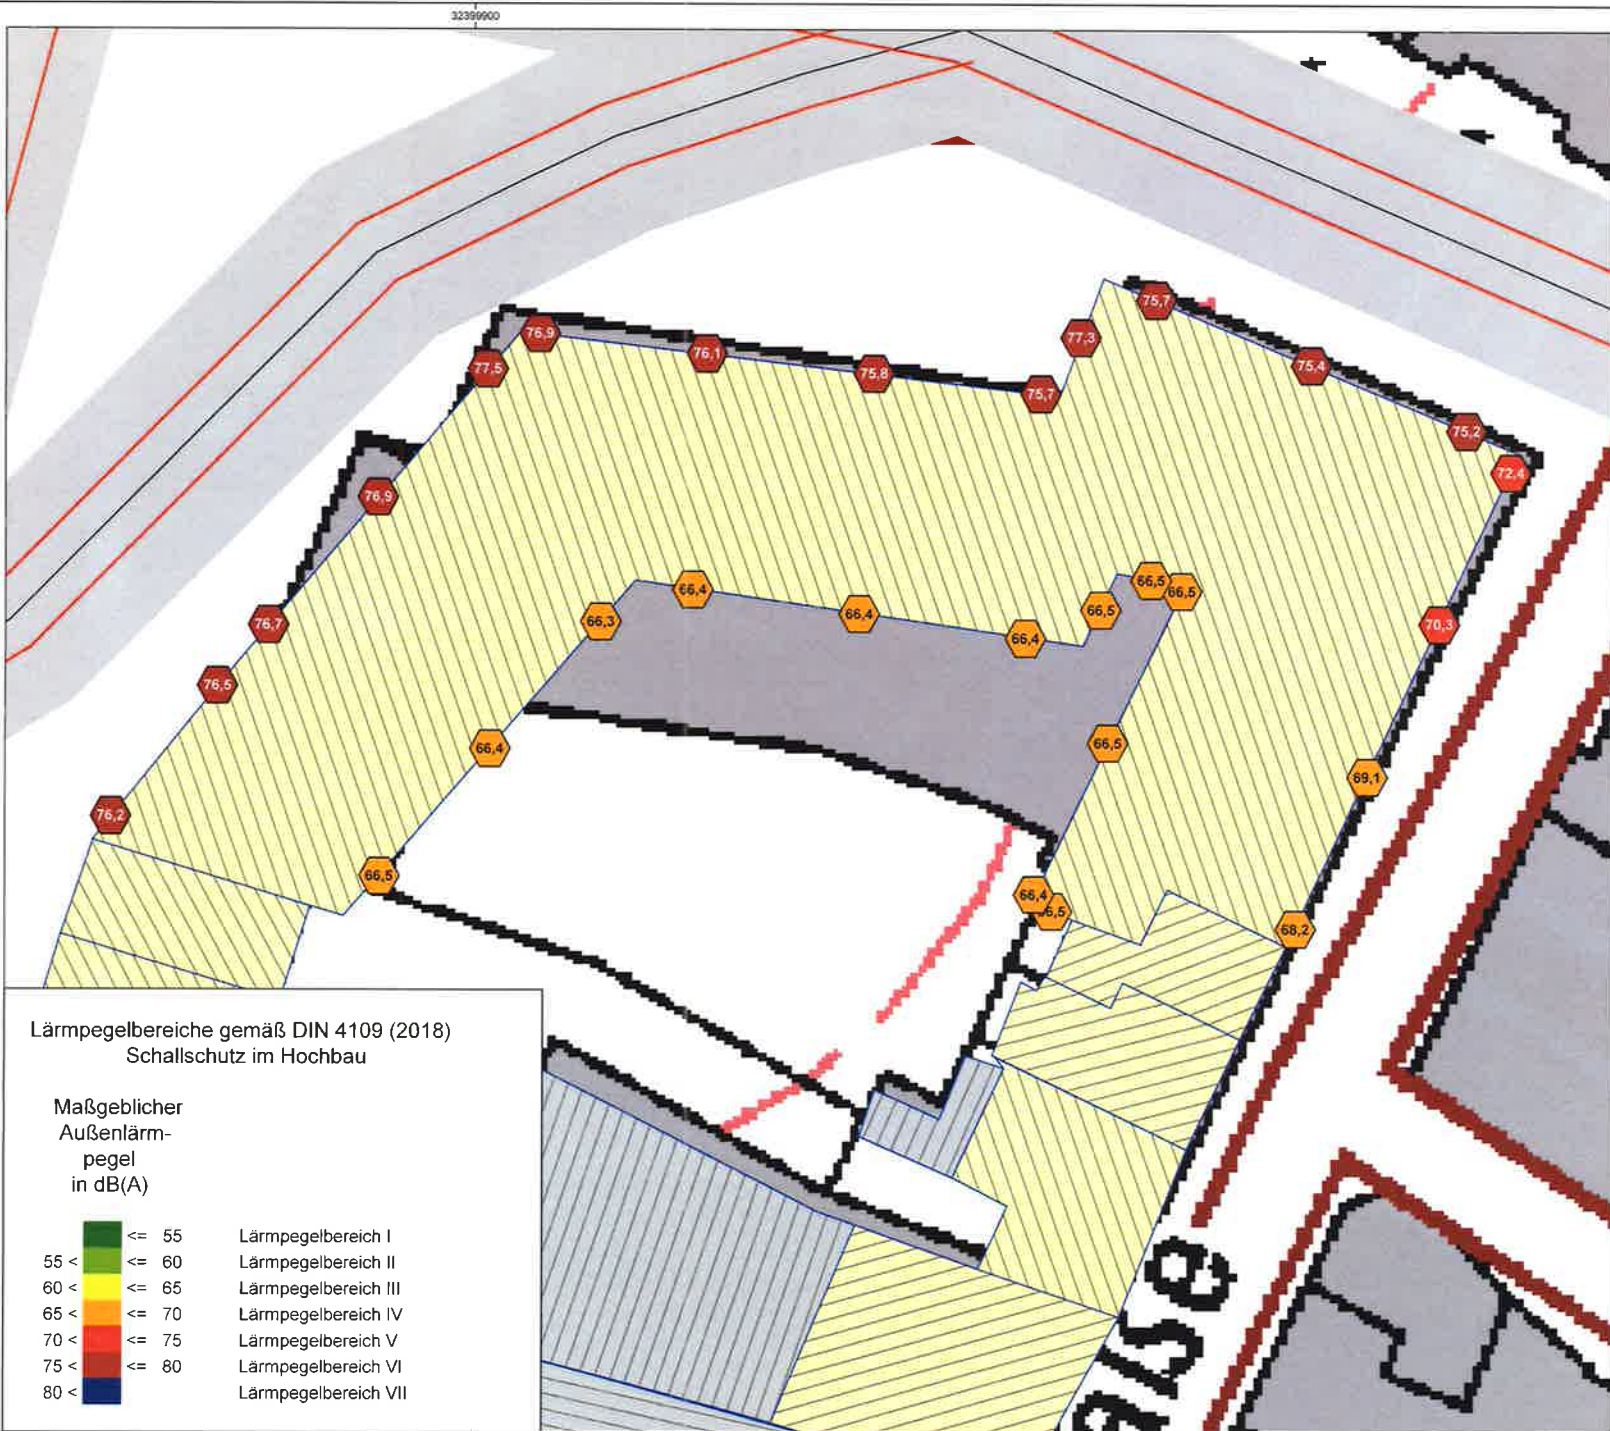 32399900
75,7
76,9
77,3
76,1
77,5
75,4
75,8
75,7
75,2
72,4
76,9
66,5
66,4
66,5
66,5
66,4
66,3
76,7
70,3
66,4
76,5
66,5
66,4
69,1
76,2
66,5
66,4
68,2
Lärmpegelbereiche gemäß DIN 4109 (2018)
Schallschutz im Hochbau
Maßgeblicher
Außenlärm-
pegel
in dB(A)
<= 55 Lärmpegelbereich I
55 < <= 60 Lärmpegelbereich II
60 < <= 65 Lärmpegelbereich III
65 < <= 70 Lärmpegelbereich IV
70 < <= 75 Lärmpegelbereich V
75 < <= 80 Lärmpegelbereich VI
80 < Lärmpegelbereich VII
aße